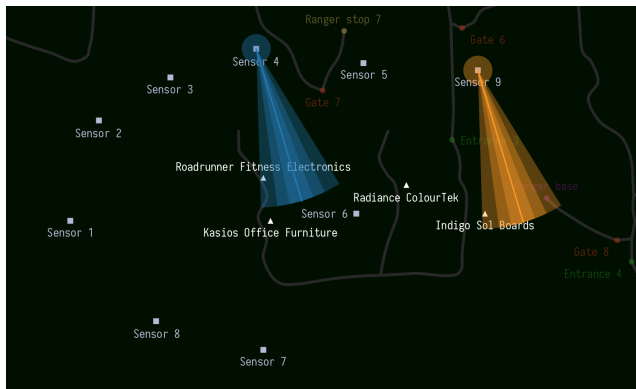 Ranger stop 7
Gate 6
Sensor 4
Sensor 5
Sensor 3
Sensor 9
Gate 7
Sensor 2
Roadrunner Fitness Electronics
Radiance ColourTek
Sensor 6
Sensor 1
Kasios Office Furniture
Indigo Sol Boards
Gate 8
Entrance 4
Sensor 8
Sensor 7